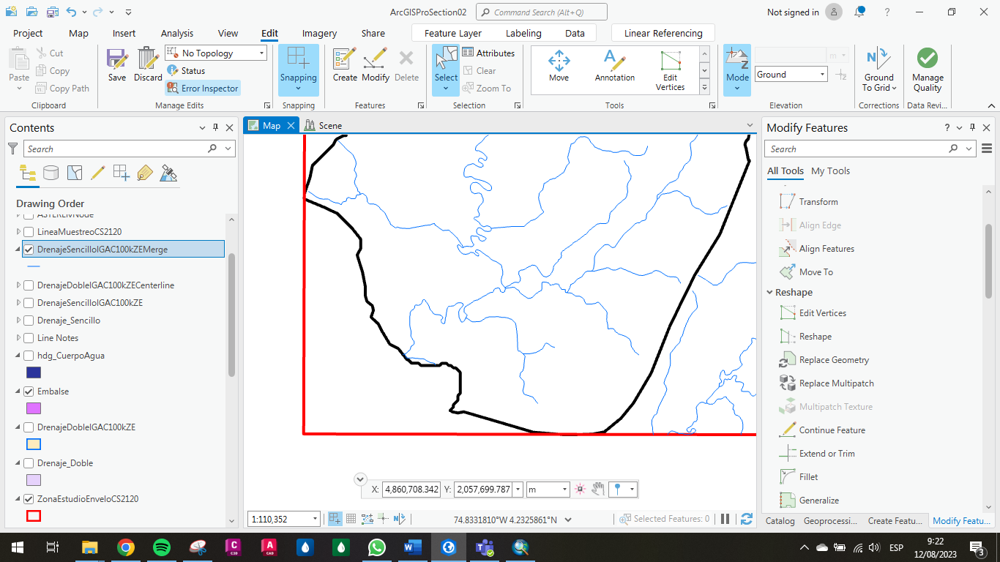 ArcGISProSection02
Command Search (Alt+Q)
Not signed in
?
Project
Map
Insert
Analysis
View
Edit
Imagery
Share
Feature Layer
Labeling
Data
Linear Referencing
Paste
Cut
Copy
Copy Path
Clipboard
Save
Discard
No Topology
Status
Error Inspector
Manage Edits
Snapping
Snapping
Create
Modify
Delete
Features
Select
Attributes
Clear
Zoom To
Selection
Move
Annotation
Edit
Vertices
Tools
Mode
m
Ground
Elevation
Ground
To Grid
Corrections
Manage
Quality
Data Revi...
Contents
Search
Drawing Order
ASTERLIVNode
LineaMuestreoCS2120
DrenajeSencilloIGAC100kZEMerge
DrenajeDobleIGAC100kZECenterline
DrenajeSencilloIGAC100kZE
Drenaje_Sencillo
Line Notes
hdg_CuerpoAgua
Embalse
DrenajeDobleIGAC100kZE
Drenaje_Doble
ZonaEstudioEnveloCS2120
Map
Scene
X:
4,860,708.342
Y:
2,057,699.787
m
1:110,352
74.8331810°W 4.2325861°N
Selected Features: 0
Modify Features
?
Search
All Tools
My Tools
Transform
Align Edge
Align Features
Move To
Reshape
Edit Vertices
Reshape
Replace Geometry
Replace Multipatch
Multipatch Texture
Continue Feature
Extend or Trim
Fillet
Generalize
Catalog
Geoprocessi...
Create Featu...
Modify Featu...
ESP
9:22
12/08/2023
3